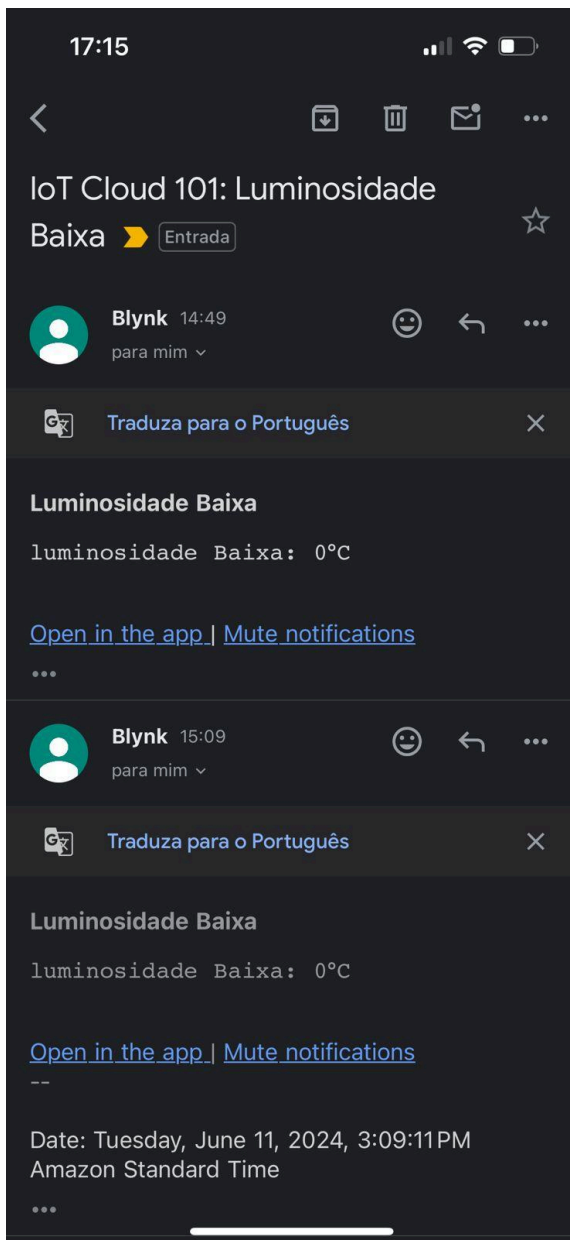 17:15
IoT Cloud 101: Luminosidade
Baixa Entrada
Blynk 14:49
para mim
Traduza para o Português
Luminosidade Baixa
luminosidade Baixa: 0°C
Open in the app | Mute notifications
Blynk 15:09
para mim
Traduza para o Português
Luminosidade Baixa
luminosidade Baixa: 0°C
Open in the app | Mute notifications
--
Date: Tuesday, June 11, 2024, 3:09:11 PM
Amazon Standard Time